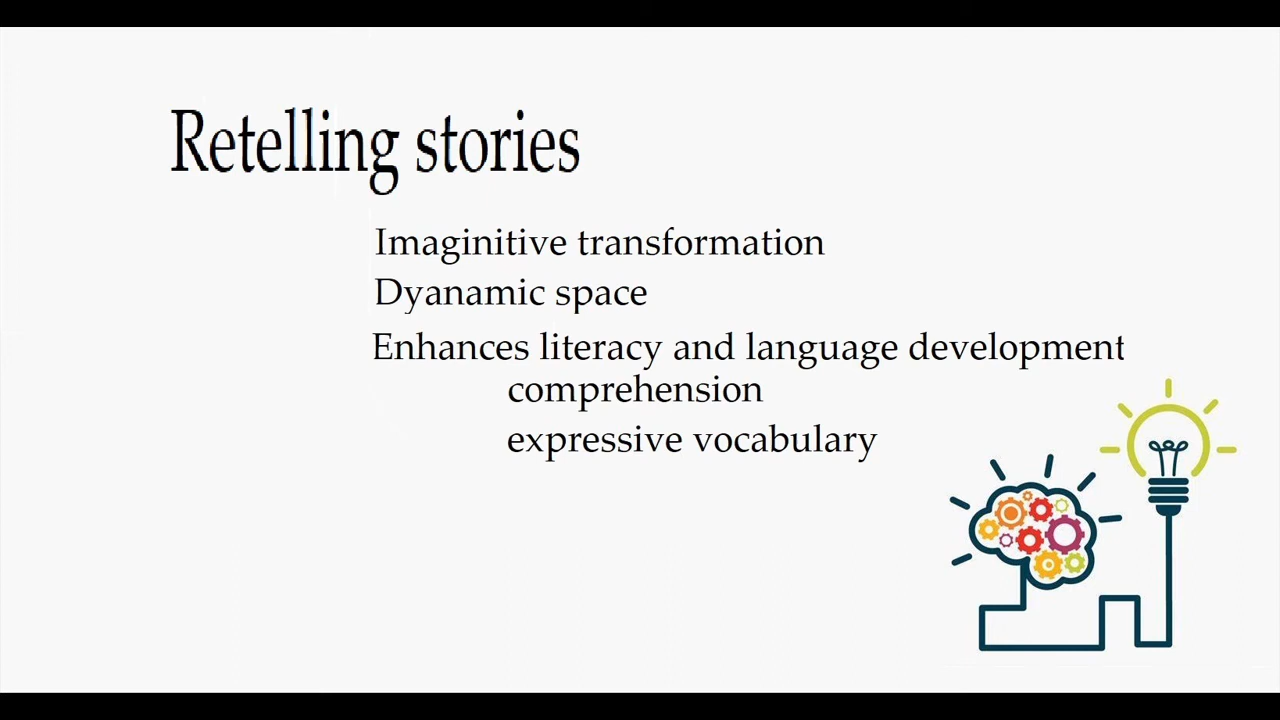 Retelling stories
Imaginitive transformation
Dyanamic space
Enhances literacy and language development
comprehension
expressive vocabulary